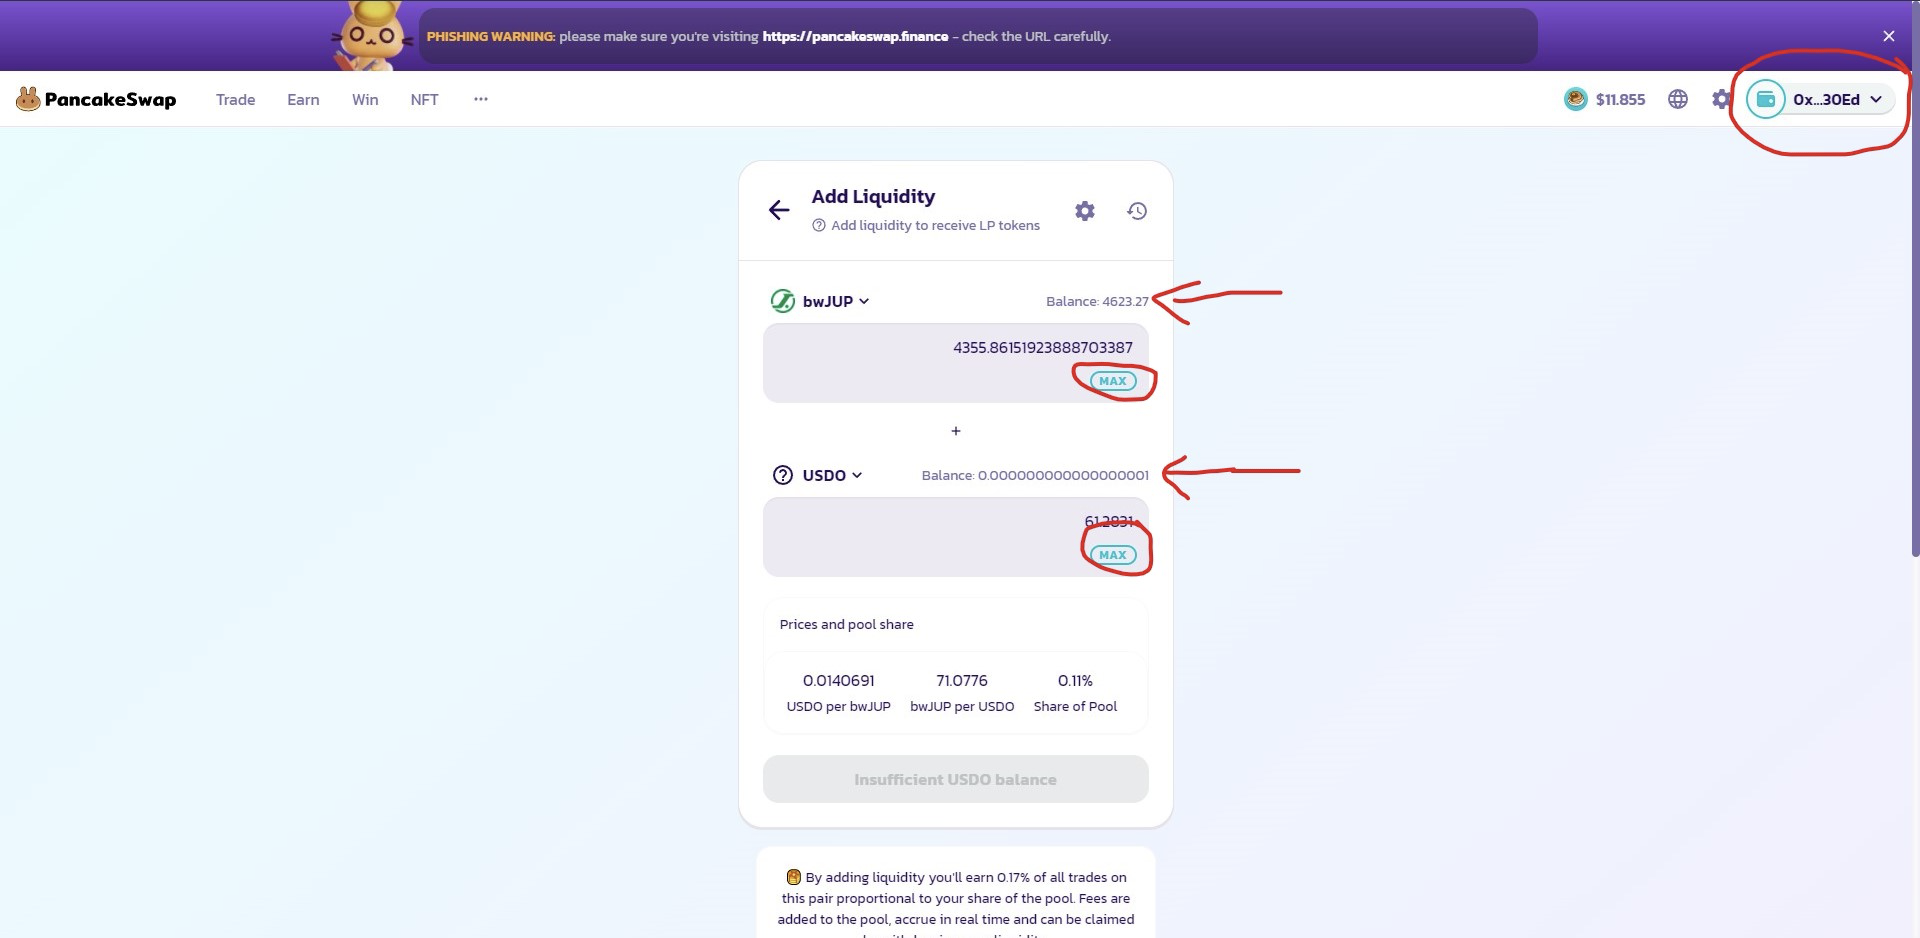 PHISHING WARNING: please make sure you're visiting https://pancakeswap.finance - check the URL carefully.
PancakeSwap Trade Earn Win NFT ··· $11.855 0x...30Ed
Add Liquidity
Add liquidity to receive LP tokens
bwJUP Balance: 4623.27
4355.86151923888703387
MAX
+
USDO Balance: 0.000000000000000001
61.2831
MAX
Prices and pool share
0.0140691 71.0776 0.11%
USDO per bwJUP bwJUP per USDO Share of Pool
Insufficient USDO balance
By adding liquidity you'll earn 0.17% of all trades on
this pair proportional to your share of the pool. Fees are
added to the pool, accrue in real time and can be claimed